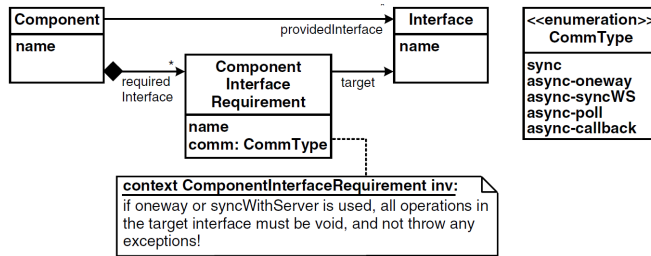 Component
name
providedInterface
Interface
name
<<enumeration>>
CommType
sync
async-oneway
async-syncWS
async-poll
async-callback
*
required
Interface
Component
Interface
Requirement
name
comm: CommType
target
context ComponentInterfaceRequirement inv:
if oneway or syncWithServer is used, all operations in
the target interface must be void, and not throw any
exceptions!